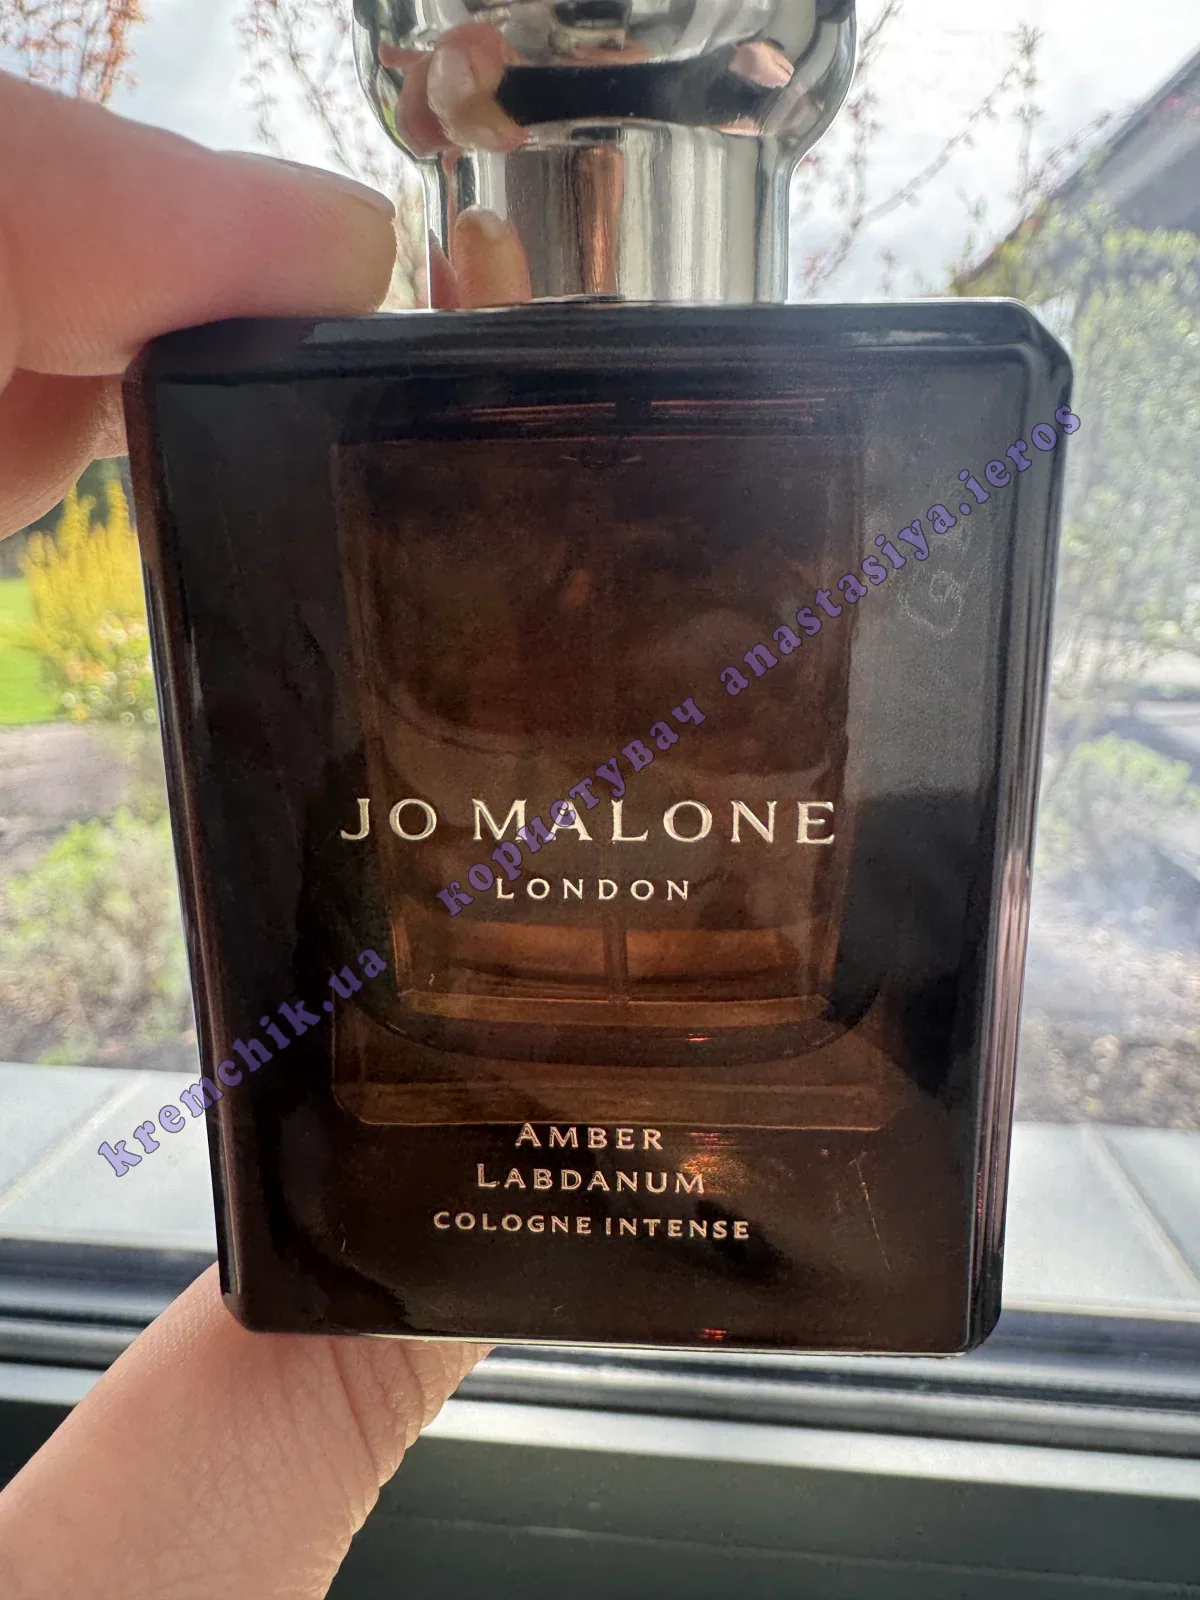 JO MALONE
LONDON
AMBER
LABDANUM
COLOGNE INTENSE
kremchik.ua користувач anastasiya.ieros